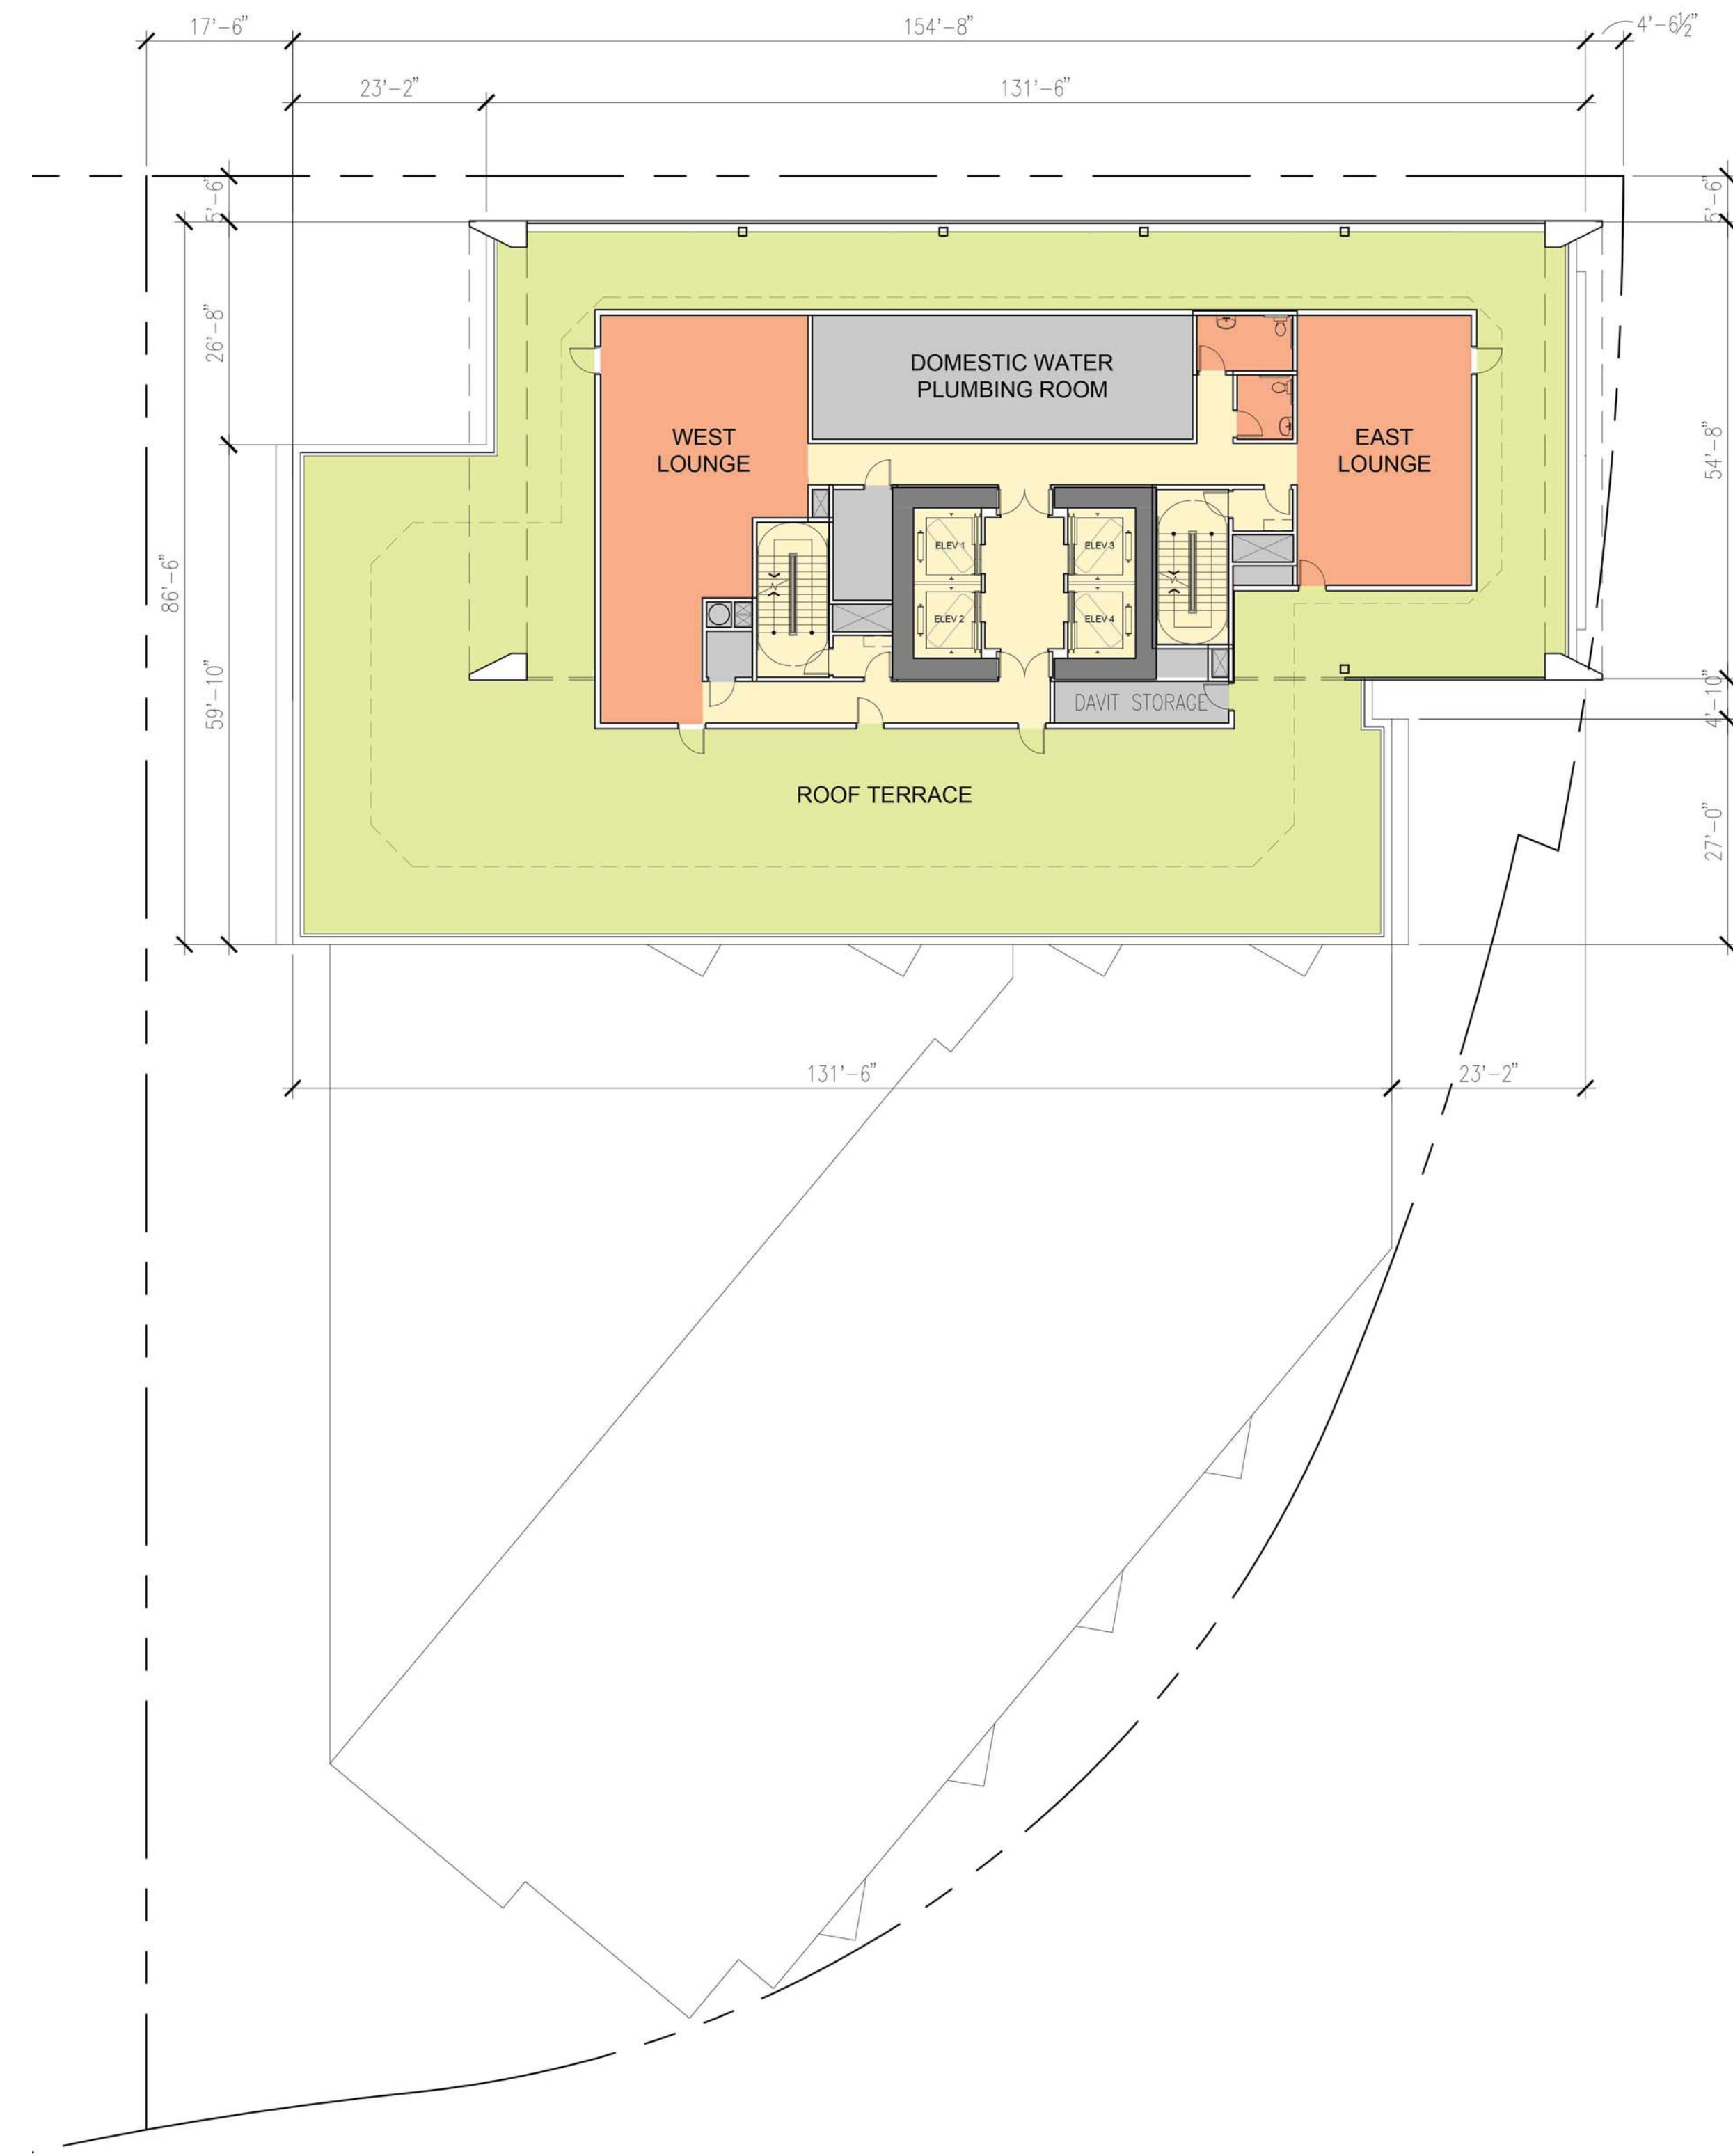 17'-6"
154'-8"
4'-6½"
23'-2"
131'-6"
5'-6"
5'-6"
26'-8"
86'-6"
59'-10"
54'-8"
4'-10"
27'-0"
DOMESTIC WATER
PLUMBING ROOM
WEST
LOUNGE
EAST
LOUNGE
ELEV 1
ELEV 3
ELEV 2
ELEV 4
DAVIT STORAGE
ROOF TERRACE
131'-6"
23'-2"